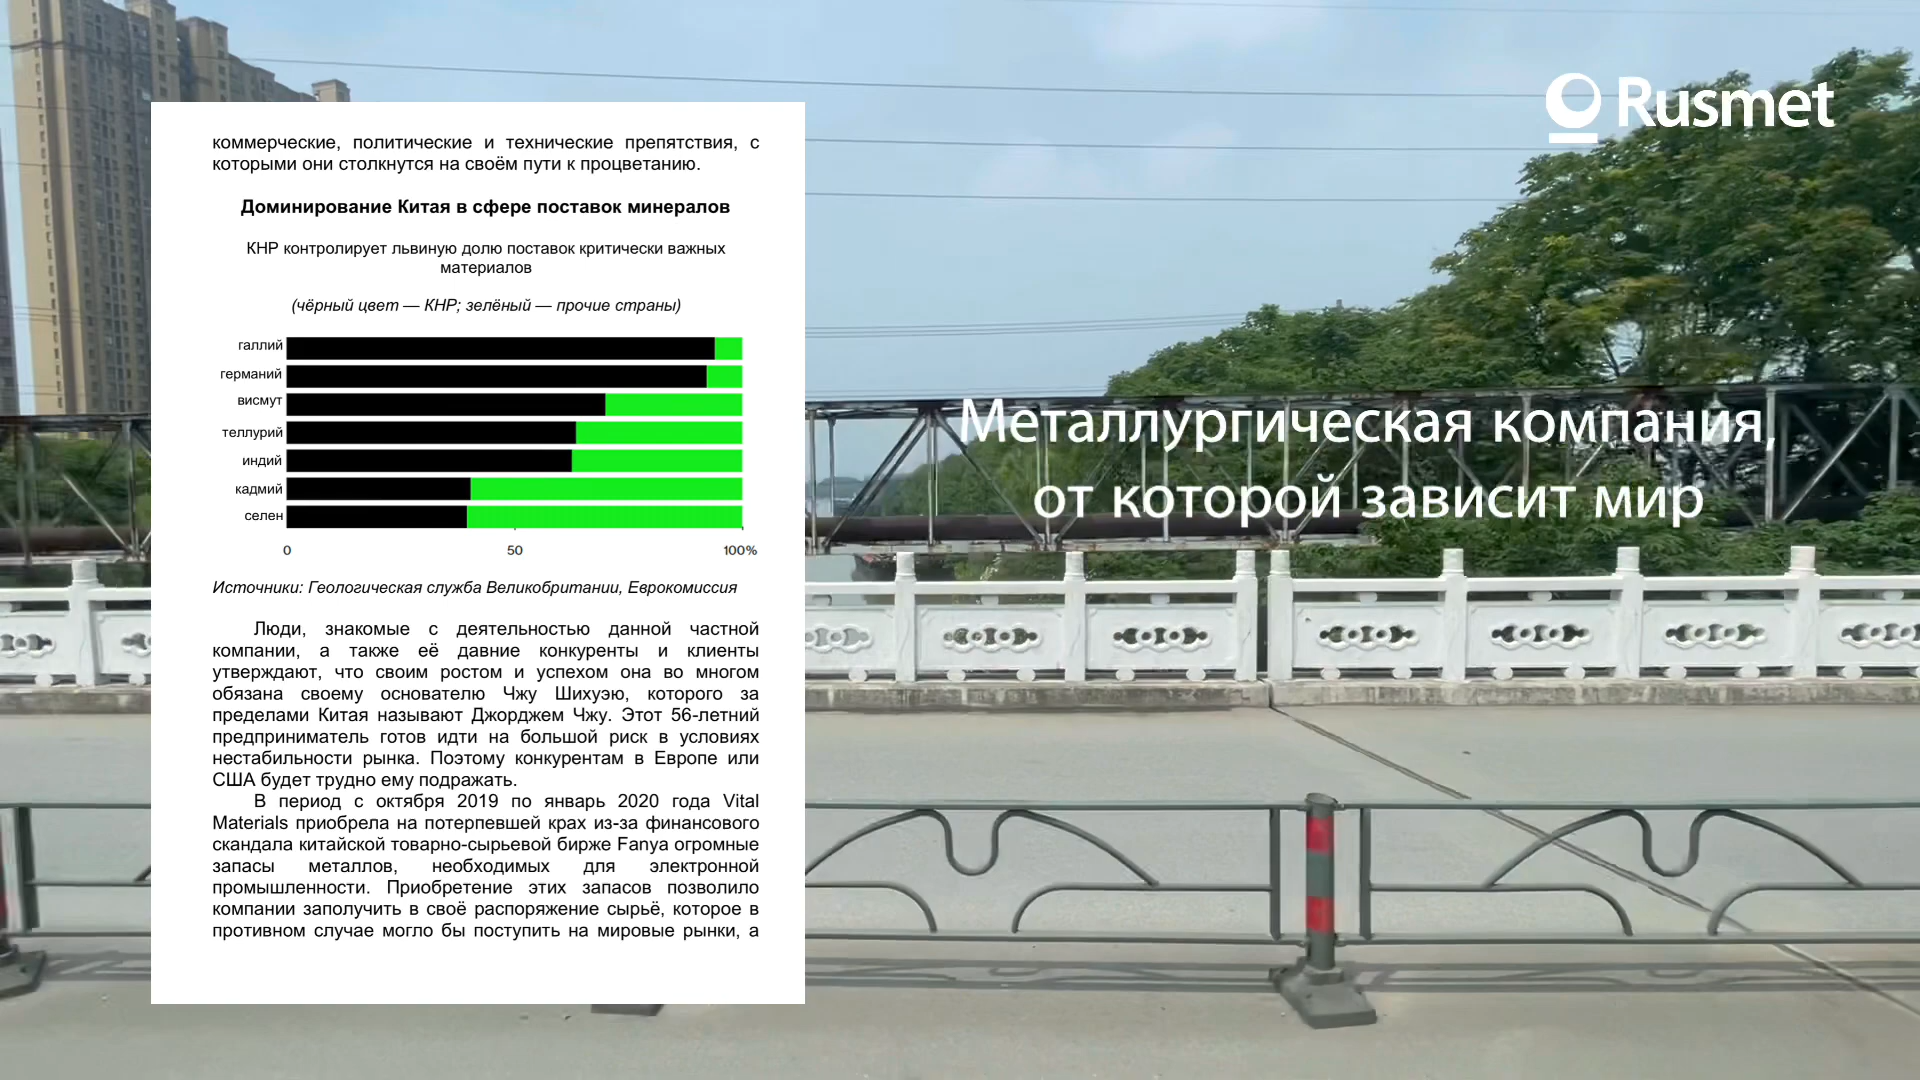 коммерческие, политические и технические препятствия, с
которыми они столкнутся на своём пути к процветанию.
Доминирование Китая в сфере поставок минералов
КНР контролирует львиную долю поставок критически важных
материалов
(чёрный цвет — КНР; зелёный — прочие страны)
галлий
германий
висмут
теллурий
индий
кадмий
селен
0 50 100%
Источники: Геологическая служба Великобритании, Еврокомиссия
Люди, знакомые с деятельностью данной частной
компании, а также её давние конкуренты и клиенты
утверждают, что своим ростом и успехом она во многом
обязана своему основателю Чжу Шихуэю, которого за
пределами Китая называют Джорджем Чжу. Этот 56-летний
предприниматель готов идти на большой риск в условиях
нестабильности рынка. Поэтому конкурентам в Европе или
США будет трудно ему подражать.
В период с октября 2019 по январь 2020 года Vital
Materials приобрела на потерпевшей крах из-за финансового
скандала китайской товарно-сырьевой бирже Fanya огромные
запасы металлов, необходимых для электронной
промышленности. Приобретение этих запасов позволило
компании заполучить в своё распоряжение сырьё, которое в
противном случае могло бы поступить на мировые рынки, а
Rusmet
Металлургическая компания,
от которой зависит мир